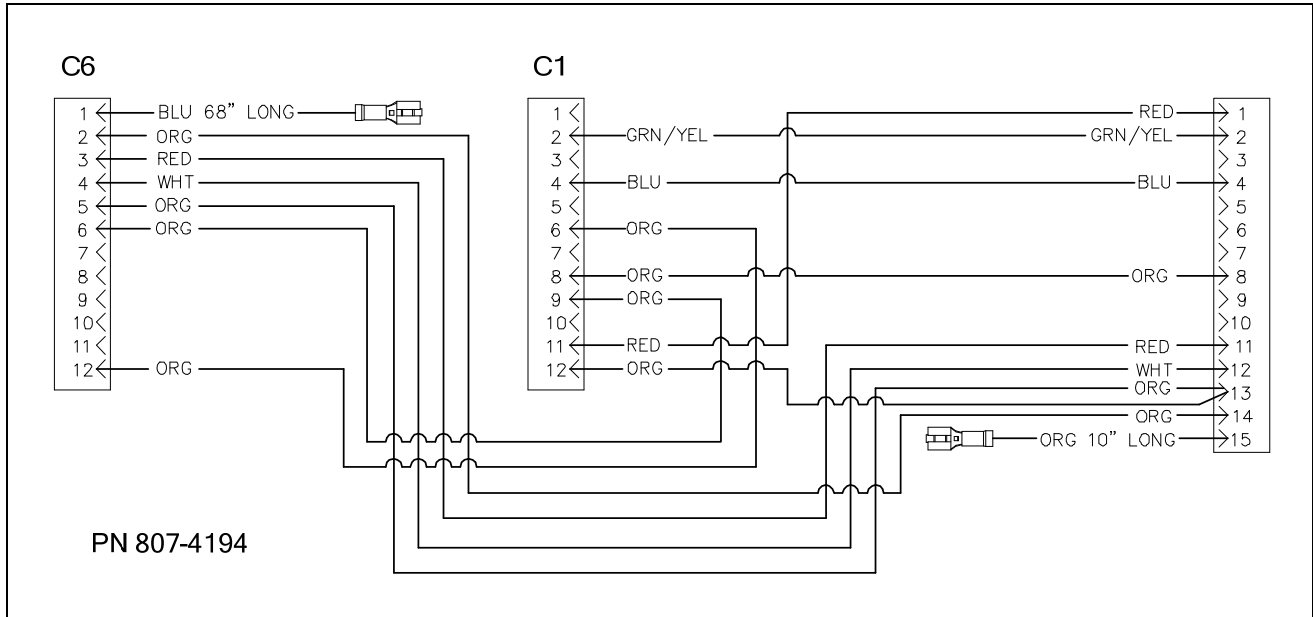 C6
1 BLU 68" LONG
2 ORG
3 RED
4 WHT
5 ORG
6 ORG
7
8
9
10
11
12 ORG
C1
1
2 GRN/YEL
3
4 BLU
5
6 ORG
7
8 ORG
9 ORG
10
11 RED
12 ORG
RED 1
GRN/YEL 2
3
BLU 4
5
6
7
ORG 8
9
10
RED 11
WHT 12
ORG 13
ORG 14
ORG 10" LONG 15
PN 807-4194